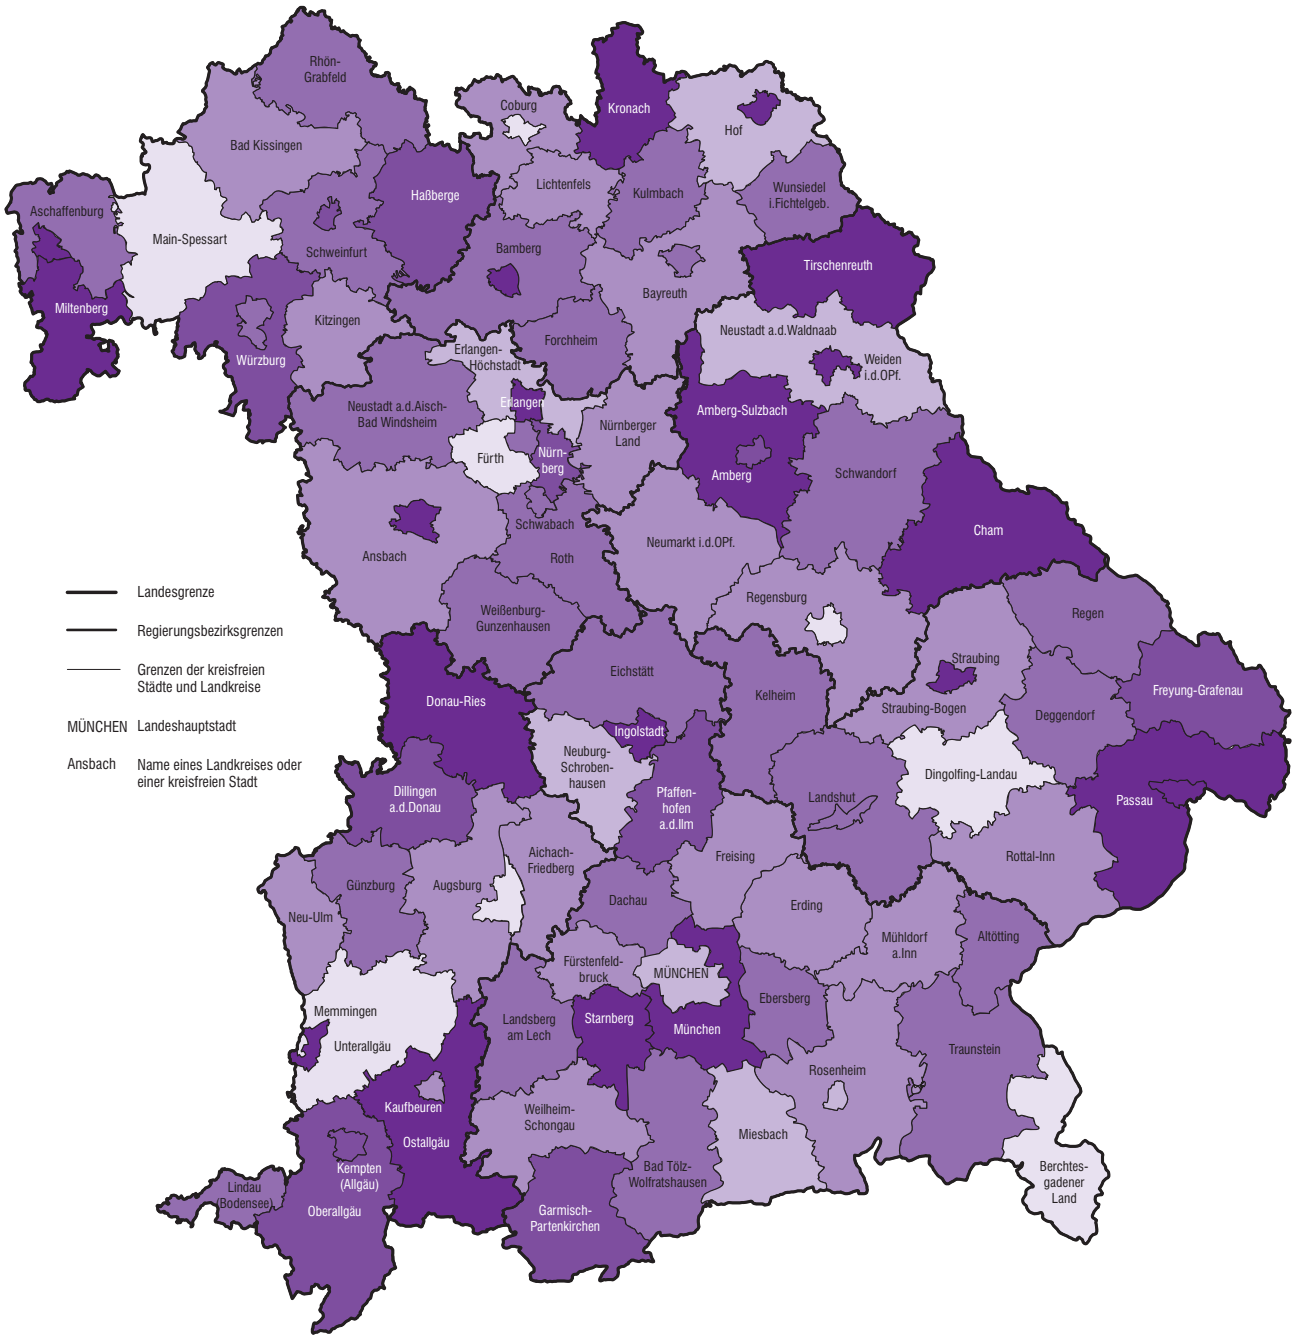 Rhön-
Grabfeld
Coburg
Kronach
Hof
Bad Kissingen
Lichtenfels
Kulmbach
Wunsiedel
i.Fichtelgeb.
Haßberge
Aschaffenburg
Main-Spessart
Schweinfurt
Bamberg
Tirschenreuth
Bayreuth
Miltenberg
Kitzingen
Neustadt a.d.Waldnaab
Forchheim
Erlangen-
Höchstadt
Würzburg
Weiden
i.d.OPf.
Erlangen
Neustadt a.d.Aisch-
Bad Windsheim
Amberg-Sulzbach
Nürnberger
Land
Fürth
Nürn-
berg
Amberg
Schwandorf
Schwabach
Cham
Ansbach
Roth
Neumarkt i.d.OPf.
Landesgrenze
Regierungsbezirksgrenzen
Grenzen der kreisfreien
Städte und Landkreise
MÜNCHEN
Landeshauptstadt
Ansbach
Name eines Landkreises oder
einer kreisfreien Stadt
Regensburg
Weißenburg-
Gunzenhausen
Regen
Straubing
Eichstätt
Kelheim
Freyung-Grafenau
Donau-Ries
Straubing-Bogen
Deggendorf
Ingolstadt
Neuburg-
Schroben-
hausen
Dingolfing-Landau
Dillingen
a.d.Donau
Pfaffen-
hofen
a.d.Ilm
Landshut
Passau
Aichach-
Friedberg
Freising
Rottal-Inn
Günzburg
Augsburg
Dachau
Erding
Neu-Ulm
Mühldorf
a.Inn
Altötting
Fürstenfeld-
bruck
MÜNCHEN
Ebersberg
Memmingen
Landsberg
am Lech
Starnberg
München
Unterallgäu
Traunstein
Rosenheim
Kaufbeuren
Weilheim-
Schongau
Ostallgäu
Miesbach
Kempten
(Allgäu)
Bad Tölz-
Wolfratshausen
Berchtes-
gadener
Land
Lindau
(Bodensee)
Oberallgäu
Garmisch-
Partenkirchen